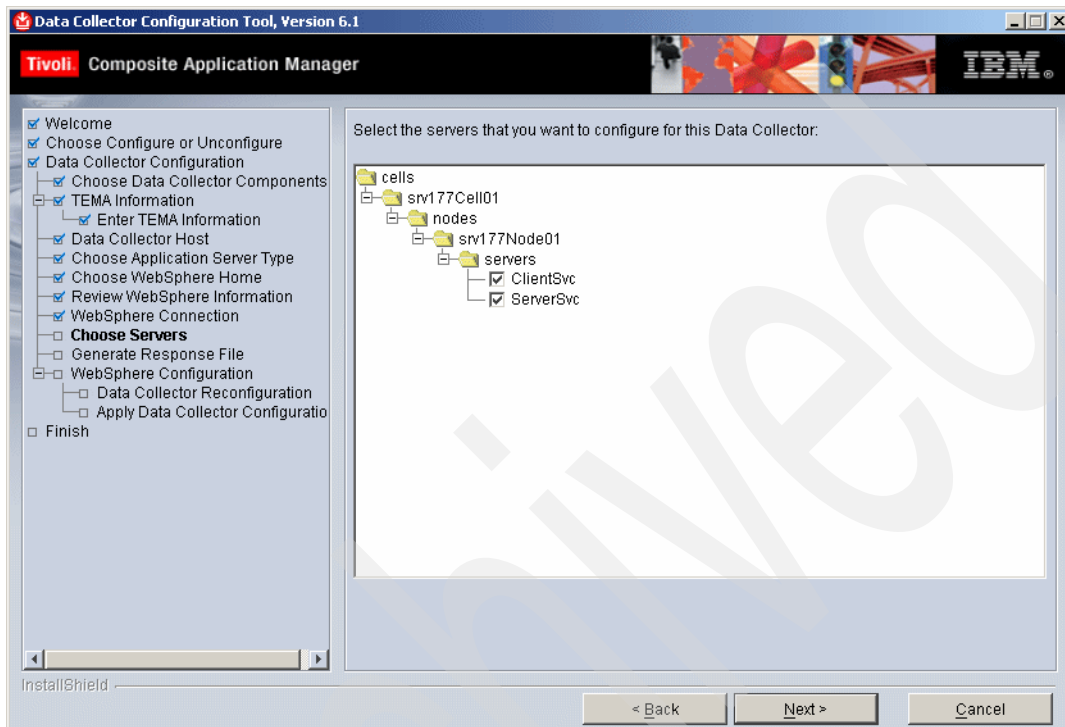 Data Collector Configuration Tool, Version 6.1
Tivoli. Composite Application Manager
IBM®
Welcome
Choose Configure or Unconfigure
Data Collector Configuration
Choose Data Collector Components
TEMA Information
Enter TEMA Information
Data Collector Host
Choose Application Server Type
Choose WebSphere Home
Review WebSphere Information
WebSphere Connection
Choose Servers
Generate Response File
WebSphere Configuration
Data Collector Reconfiguration
Apply Data Collector Configuratio
Finish
Select the servers that you want to configure for this Data Collector:
cells
srv177Cell01
nodes
srv177Node01
servers
ClientSvc
ServerSvc
InstallShield
< Back
Next >
Cancel